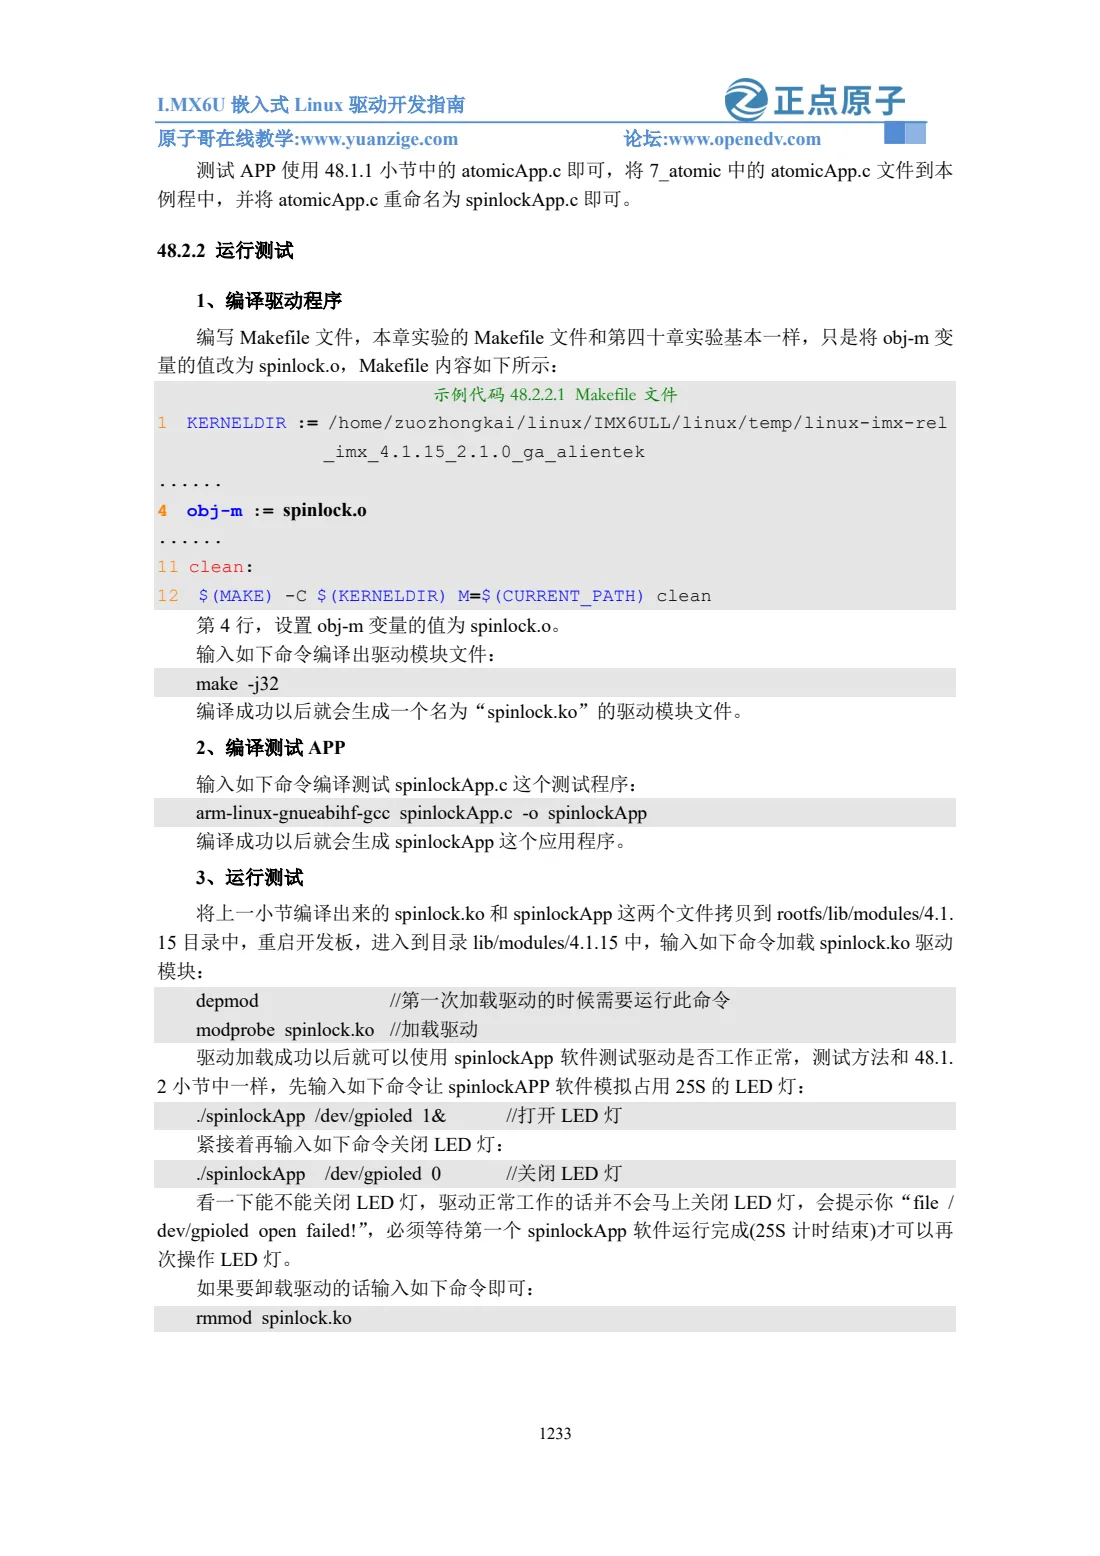 I.MX6U 嵌入式 Linux 驱动开发指南
正点原子
原子哥在线教学:www.yuanzige.com 论坛:www.openedv.com
测试 APP 使用 48.1.1 小节中的 atomicApp.c 即可，将 7_atomic 中的 atomicApp.c 文件到本
例程中，并将 atomicApp.c 重命名为 spinlockApp.c 即可。
48.2.2 运行测试
1、编译驱动程序
编写 Makefile 文件，本章实验的 Makefile 文件和第四十章实验基本一样，只是将 obj-m 变
量的值改为 spinlock.o，Makefile 内容如下所示：
示例代码 48.2.2.1 Makefile 文件
1 KERNELDIR := /home/zuozhongkai/linux/IMX6ULL/linux/temp/linux-imx-rel
_imx_4.1.15_2.1.0_ga_alientek
......
4 obj-m := spinlock.o
......
11 clean:
12 $(MAKE) -C $(KERNELDIR) M=$(CURRENT_PATH) clean
第 4 行，设置 obj-m 变量的值为 spinlock.o。
输入如下命令编译出驱动模块文件：
make -j32
编译成功以后就会生成一个名为“spinlock.ko”的驱动模块文件。
2、编译测试 APP
输入如下命令编译测试 spinlockApp.c 这个测试程序：
arm-linux-gnueabihf-gcc spinlockApp.c -o spinlockApp
编译成功以后就会生成 spinlockApp 这个应用程序。
3、运行测试
将上一小节编译出来的 spinlock.ko 和 spinlockApp 这两个文件拷贝到 rootfs/lib/modules/4.1.
15 目录中，重启开发板，进入到目录 lib/modules/4.1.15 中，输入如下命令加载 spinlock.ko 驱动
模块：
depmod //第一次加载驱动的时候需要运行此命令
modprobe spinlock.ko //加载驱动
驱动加载成功以后就可以使用 spinlockApp 软件测试驱动是否工作正常，测试方法和 48.1.
2 小节中一样，先输入如下命令让 spinlockAPP 软件模拟占用 25S 的 LED 灯：
./spinlockApp /dev/gpioled 1& //打开 LED 灯
紧接着再输入如下命令关闭 LED 灯：
./spinlockApp /dev/gpioled 0 //关闭 LED 灯
看一下能不能关闭 LED 灯，驱动正常工作的话并不会马上关闭 LED 灯，会提示你“file /
dev/gpioled open failed!”，必须等待第一个 spinlockApp 软件运行完成(25S 计时结束)才可以再
次操作 LED 灯。
如果要卸载驱动的话输入如下命令即可：
rmmod spinlock.ko
1233